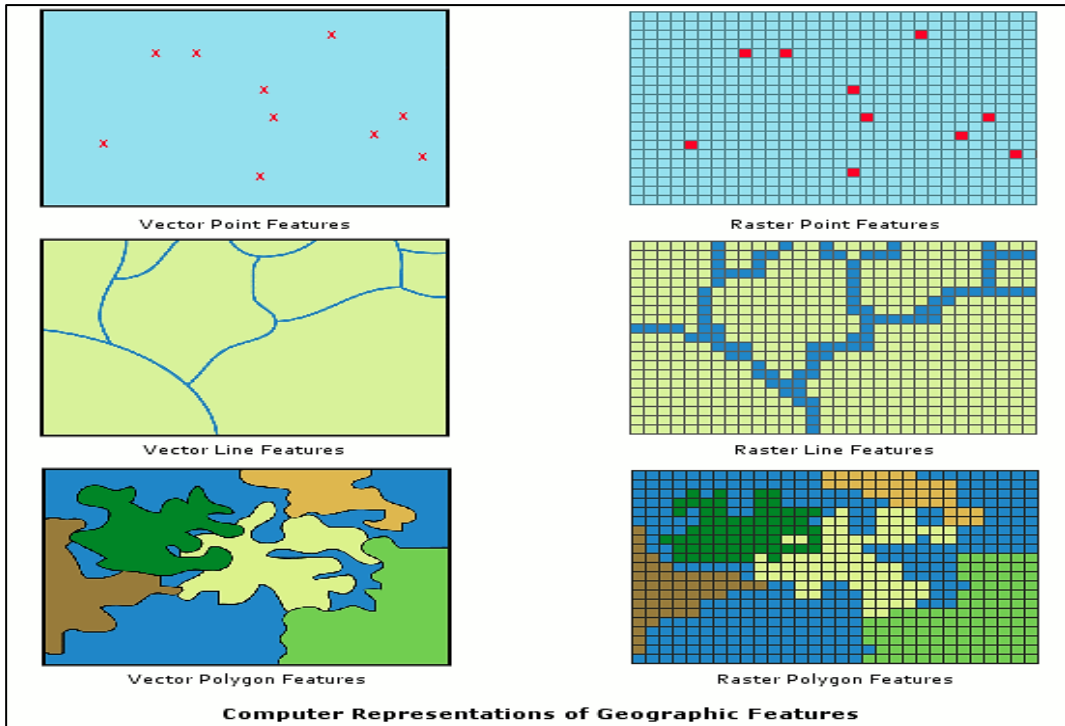 Vector Point Features
Raster Point Features
Vector Line Features
Raster Line Features
Vector Polygon Features
Raster Polygon Features
Computer Representations of Geographic Features